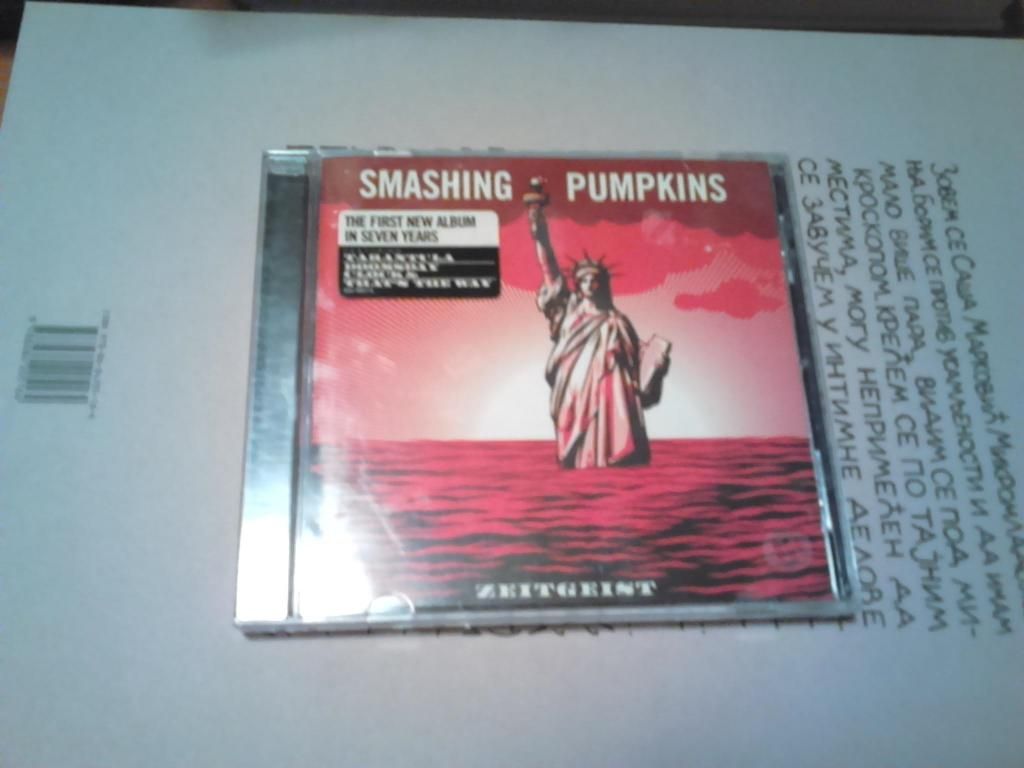 SMASHING PUMPKINS
THE FIRST NEW ALBUM
IN SEVEN YEARS
TARANTULA
DOOMSDAY
CLOCK &
THAT'S THE WAY
ZEITGEIST
ЗОВЕМ СЕ САША МАРКОВИЋ
ЊА. БОРИМ СЕ ПРОТИВ УСАМЉЕНОСТИ И ДА ИМАМ
МАЛО ВИШЕ ПАРА, ВИДИМ СЕ ПОД МИ-
КРОСКОПОМ, КРЕЋЕМ СЕ ПО ТАЈНИМ
МЕСТИМА, МОГУ НЕПРИМЕЋЕН ДА
СЕ ЗАВУЧЕМ У ИНТИМНЕ ДЕЛОВЕ